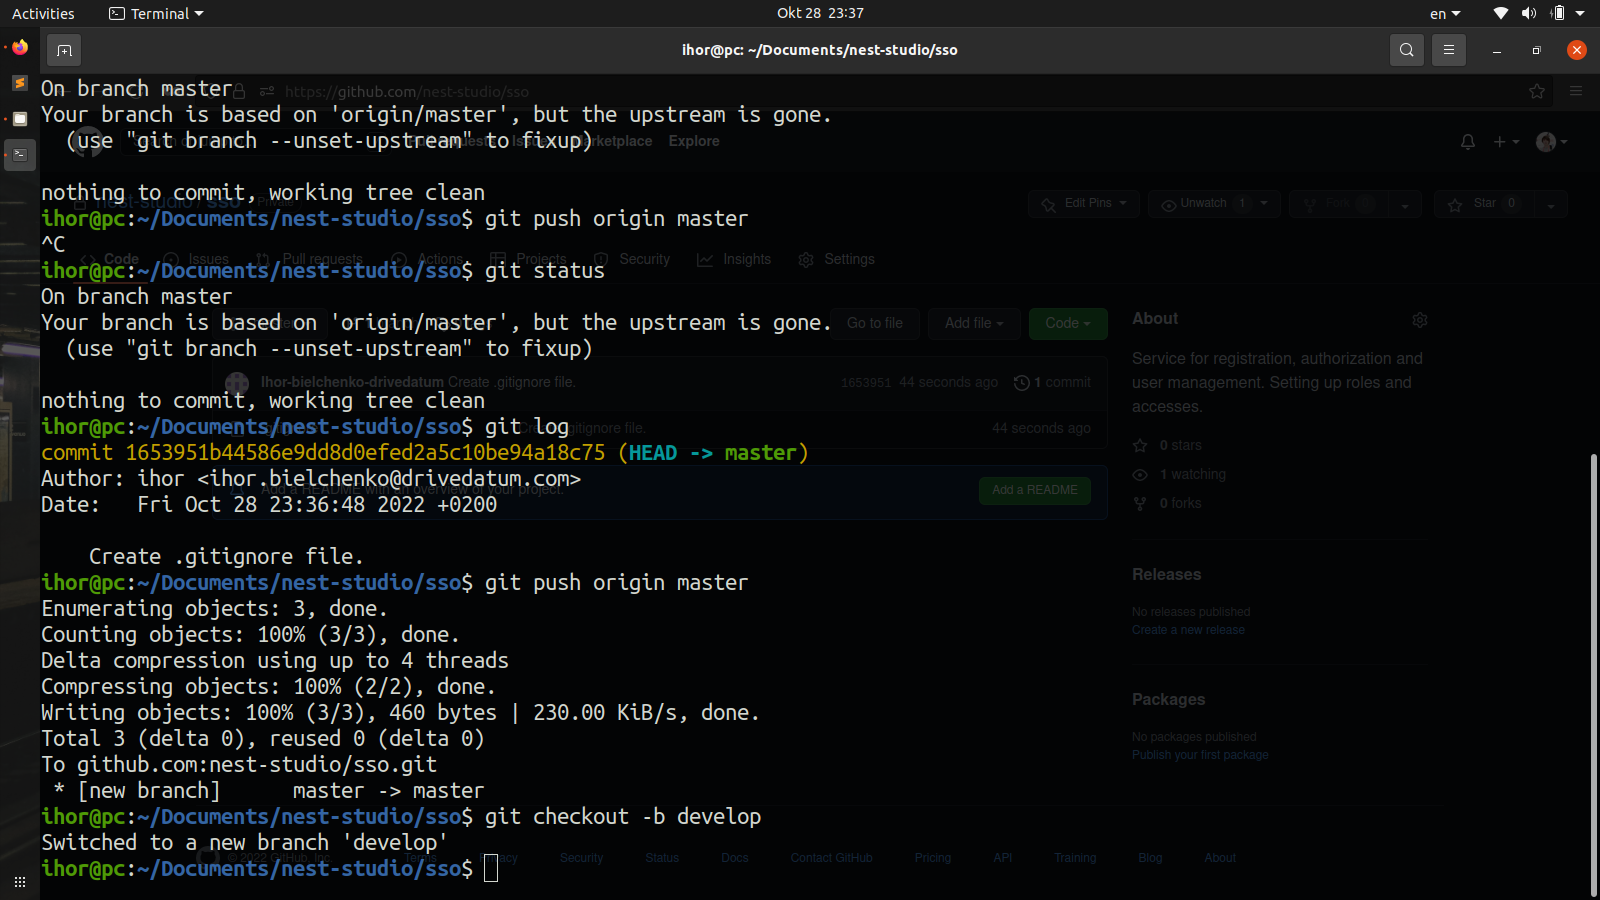 Activities
Terminal
Okt 28 23:37
en
ihor@pc: ~/Documents/nest-studio/sso
https://github.com/nest-studio/sso
On branch master
Your branch is based on 'origin/master', but the upstream is gone.
(use "git branch --unset-upstream" to fixup)
Marketplace Explore
nothing to commit, working tree clean
nest-studio / sso Private
Edit Pins
Unwatch 1
Fork 0
Star 0
ihor@pc:~/Documents/nest-studio/sso$ git push origin master
^C
Code Issues Pull requests Actions Projects Security Insights Settings
ihor@pc:~/Documents/nest-studio/sso$ git status
On branch master
Your branch is based on 'origin/master', but the upstream is gone.
(use "git branch --unset-upstream" to fixup)
Go to file
Add file
Code
About
Service for registration, authorization and
user management. Setting up roles and
accesses.
Ihor-bielchenko-drivedatum Create .gitignore file.
1653951 44 seconds ago 1 commit
nothing to commit, working tree clean
ihor@pc:~/Documents/nest-studio/sso$ git log
Create .gitignore file.
44 seconds ago
0 stars
1 watching
0 forks
commit 1653951b44586e9dd8d0efed2a5c10be94a18c75 (HEAD -> master)
Author: ihor <ihor.bielchenko@drivedatum.com>
Add a README with an overview of your project.
Add a README
Date:   Fri Oct 28 23:36:48 2022 +0200
Create .gitignore file.
Releases
No releases published
Create a new release
ihor@pc:~/Documents/nest-studio/sso$ git push origin master
Enumerating objects: 3, done.
Counting objects: 100% (3/3), done.
Delta compression using up to 4 threads
Compressing objects: 100% (2/2), done.
Writing objects: 100% (3/3), 460 bytes | 230.00 KiB/s, done.
Total 3 (delta 0), reused 0 (delta 0)
To github.com:nest-studio/sso.git
* [new branch]      master -> master
Packages
No packages published
Publish your first package
ihor@pc:~/Documents/nest-studio/sso$ git checkout -b develop
Switched to a new branch 'develop'
© 2022 GitHub, Inc. Terms Privacy Security Status Docs Contact GitHub Pricing API Training Blog About
ihor@pc:~/Documents/nest-studio/sso$